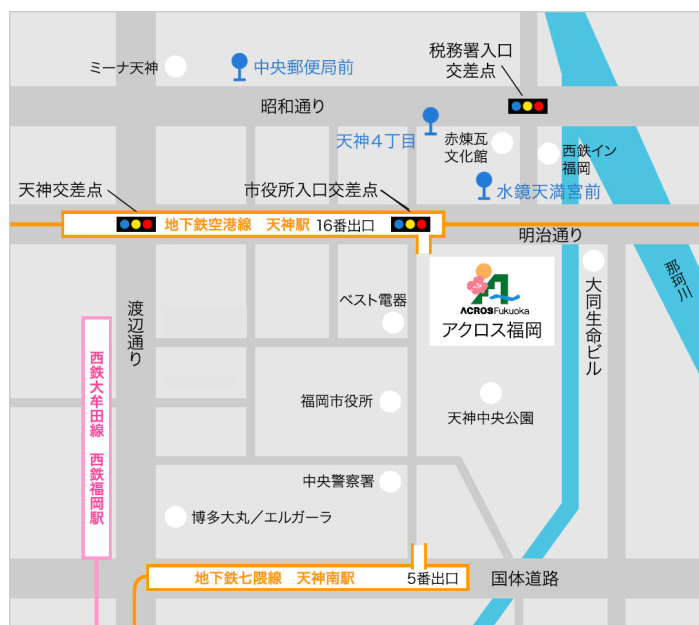 税務署入口
交差点
ミーナ天神
中央郵便局前
昭和通り
天神4丁目
赤煉瓦
文化館
西鉄イン
福岡
天神交差点
市役所入口交差点
水鏡天満宮前
地下鉄空港線 天神駅 16番出口
明治通り
那珂川
渡辺通り
ベスト電器
ACROS Fukuoka
アクロス福岡
大同生命ビル
西鉄大牟田線 西鉄福岡駅
福岡市役所
天神中央公園
中央警察署
博多大丸/エルガーラ
地下鉄七隈線 天神南駅 5番出口
国体道路